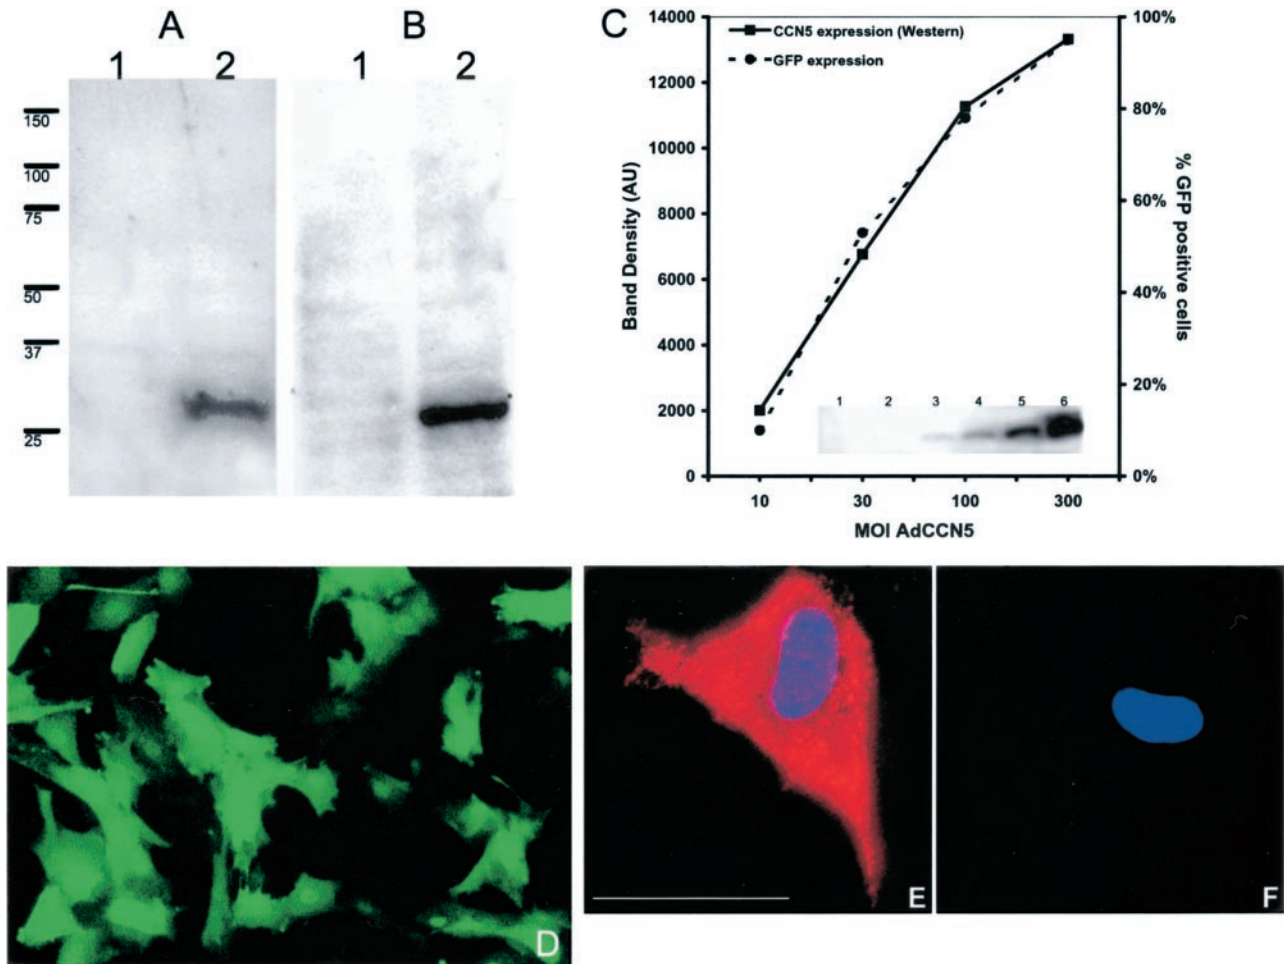 A
B
1
2
1
2
150
100
75
50
37
25
C
14000
12000
10000
8000
6000
4000
2000
0
Band Density (AU)
CCN5 expression (Western)
GFP expression
100%
80%
60%
40%
20%
0%
% GFP positive cells
1 2 3 4 5 6
10 30 100 300
MOI AdCCN5
D
E
F